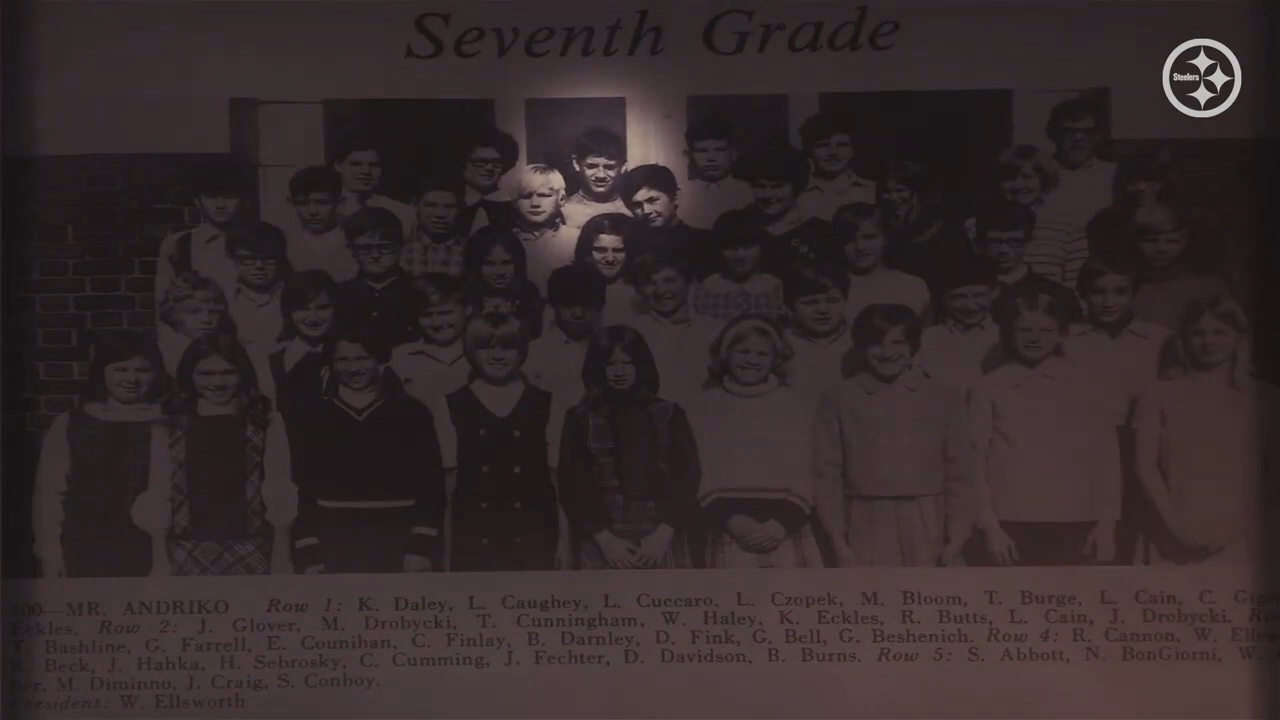 Seventh Grade
Steelers
MR. ANDRIKO Row 1: K. Daley, L. Caughey, L. Cuccaro, L. Czopek, M. Bloom, T. Burge, L. Cain, C.
Eckles. Row 2: J. Glover, M. Drobycki, T. Cunningham, W. Haley, K. Eckles, R. Butts, L. Cain, J. Drobycki.
T. Bashline, G. Farrell, E. Counihan, C. Finlay, B. Darnley, D. Fink, G. Bell, G. Beshenich. Row 4: R. Cannon, W.
Beck, J. Hahka, H. Sebrosky, C. Cumming, J. Fechter, D. Davidson, B. Burns. Row 5: S. Abbott, N. BonGiorni, W.
M. Diminno, J. Craig, S. Conboy.
President: W. Ellsworth